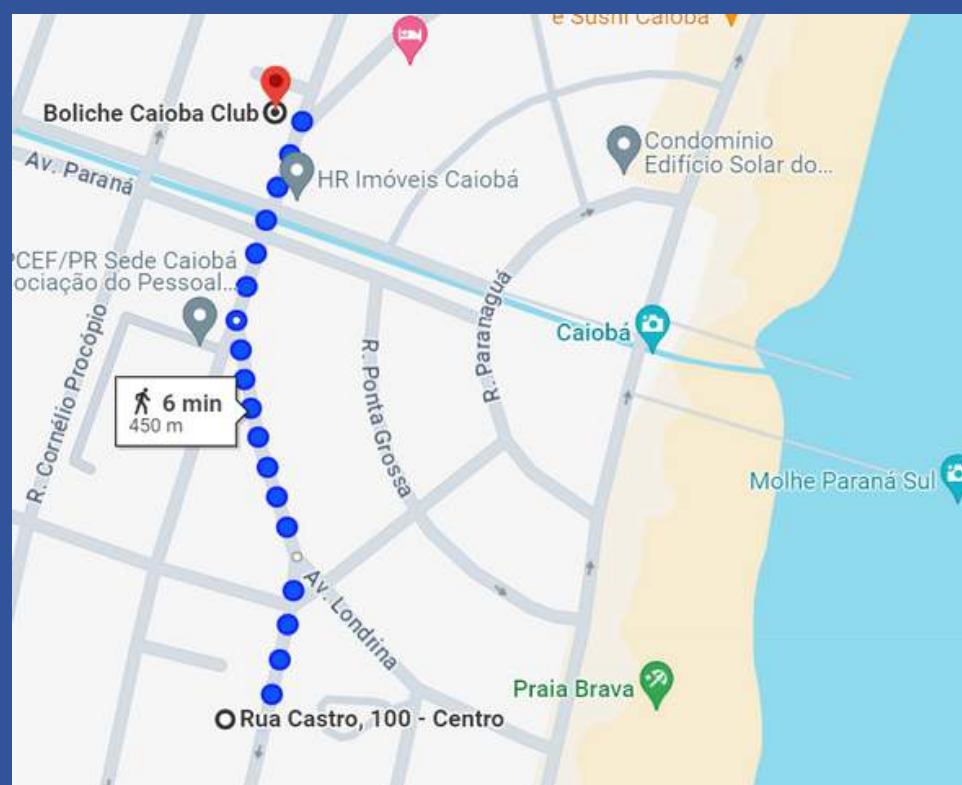 e Sushi Caiobá
Boliche Caioba Club
Condomínio
Edifício Solar do...
Av. Paraná
HR Imóveis Caiobá
PCEF/PR Sede Caiobá
ociação do Pessoal...
R. Paranaguá
Caiobá
R. Cornélio Procópio
R. Ponta Grossa
6 min
450 m
Molhe Paraná Sul
Av. Londrina
Praia Brava
Rua Castro, 100 - Centro